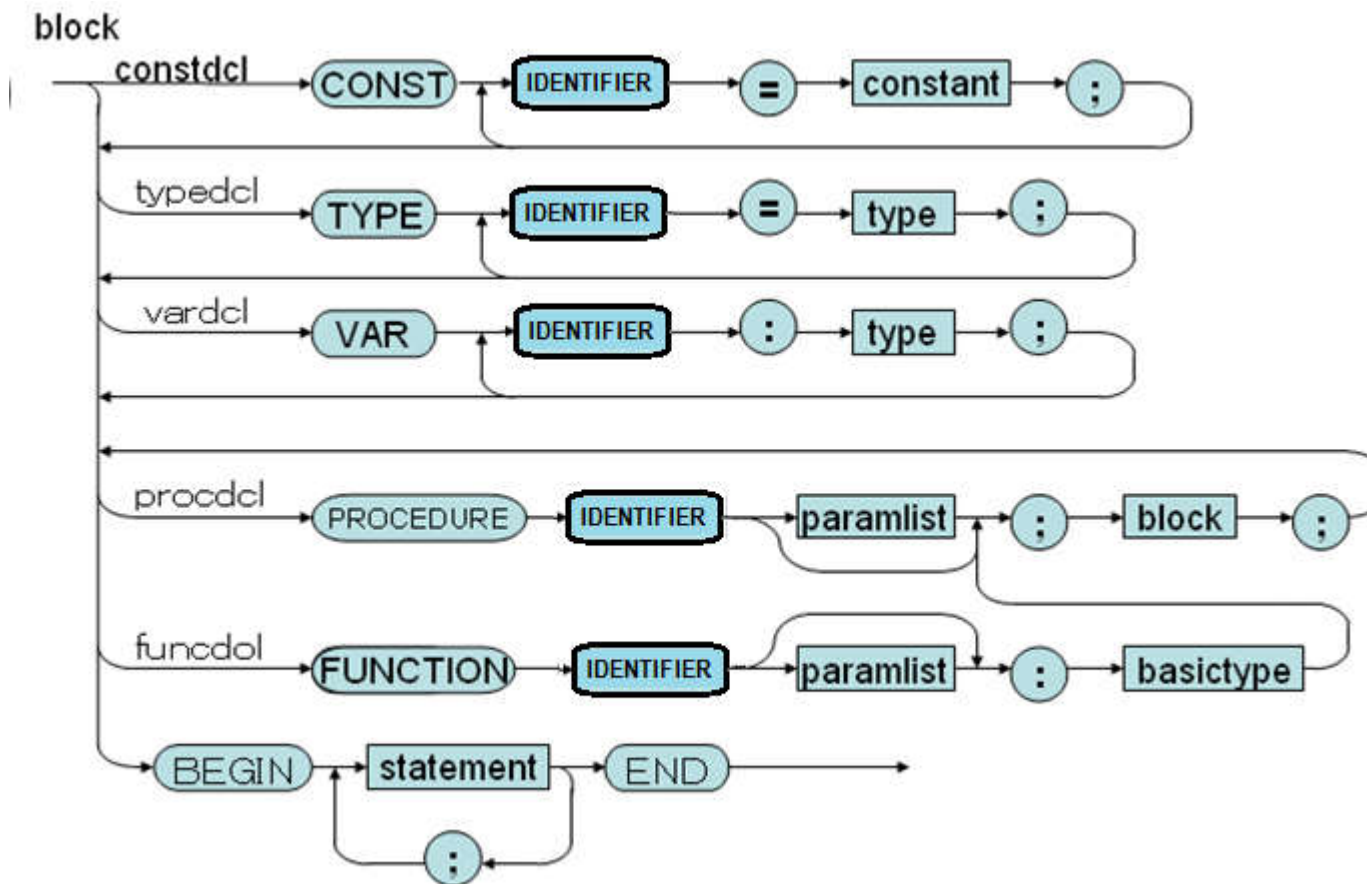 block
constdcl CONST IDENTIFIER = constant ;
typedcl TYPE IDENTIFIER = type ;
vardcl VAR IDENTIFIER : type ;
procdcl PROCEDURE IDENTIFIER paramlist ; block ;
funcdol FUNCTION IDENTIFIER paramlist : basictype
BEGIN statement END
;